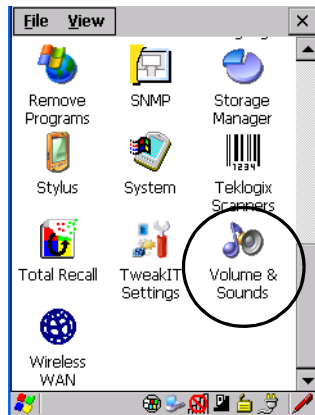 File View
Remove Programs
SNMP
Storage Manager
Stylus
System
1234
Teklogix Scanners
Total Recall
TweakIT Settings
Volume & Sounds
Wireless WAN